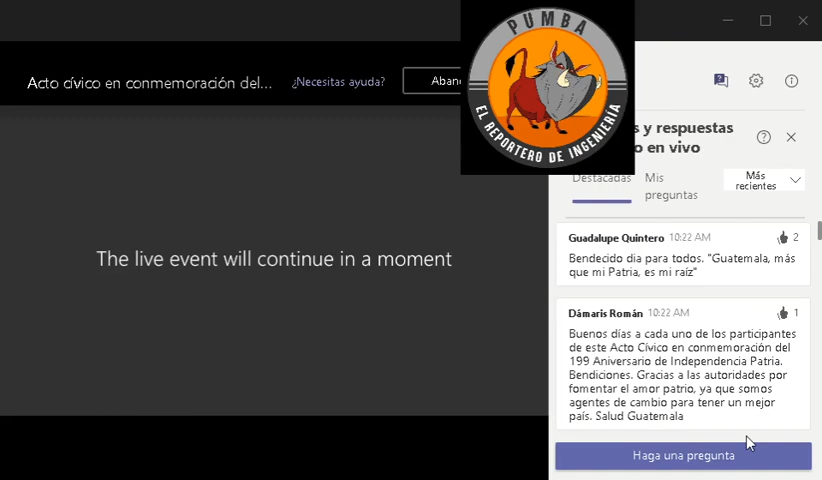 PUMBA
EL REPORTERO DE INGENIERÍA
Acto cívico en conmemoración del...
¿Necesitas ayuda?
s y respuestas
o en vivo
Destacadas
Mis
preguntas
Más
recientes
Guadalupe Quintero 10:22 AM 2
Bendecido dia para todos. "Guatemala, más
que mi Patria, es mi raíz"
The live event will continue in a moment
Dámaris Román 10:22 AM 1
Buenos días a cada uno de los participantes
de este Acto Cívico en conmemoración del
199 Aniversario de Independencia Patria.
Bendiciones. Gracias a las autoridades por
fomentar el amor patrio, ya que somos
agentes de cambio para tener un mejor
país. Salud Guatemala
Haga una pregunta